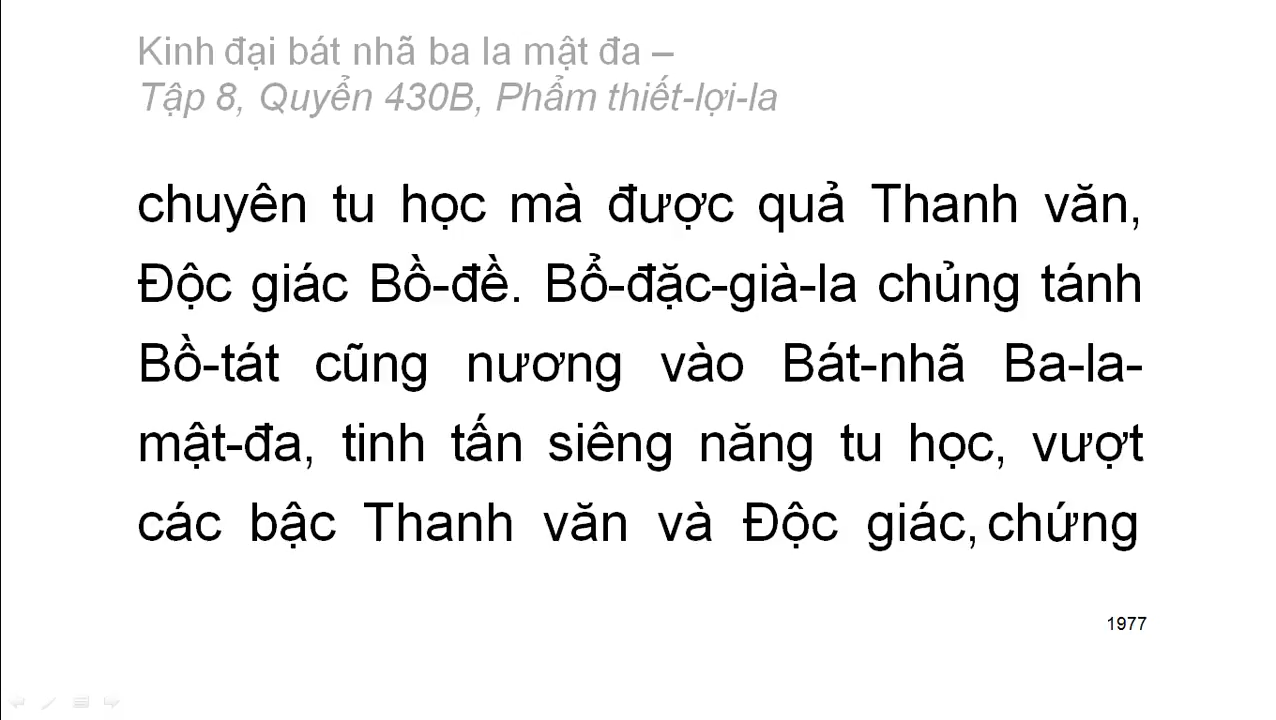 Kinh đại bát nhã ba la mật đa –
Tập 8, Quyển 430B, Phẩm thiết-lợi-la
chuyên tu học mà được quả Thanh văn,
Độc giác Bồ-đề. Bổ-đặc-già-la chủng tánh
Bồ-tát cũng nương vào Bát-nhã Ba-la-
mật-đa, tinh tấn siêng năng tu học, vượt
các bậc Thanh văn và Độc giác, chứng
1977